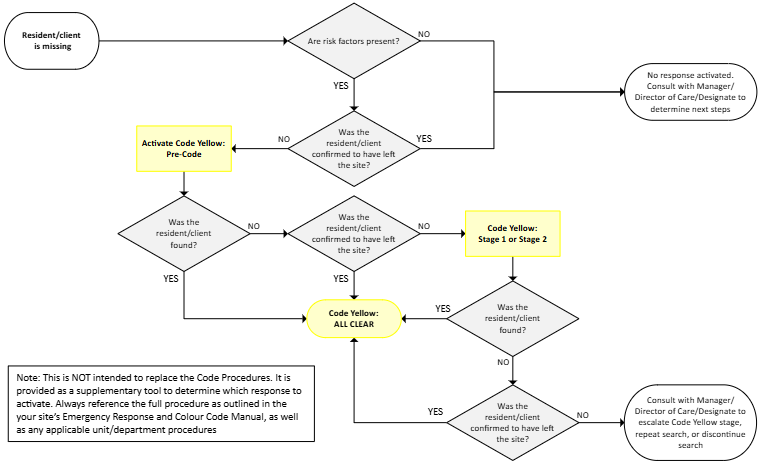 Resident/client
is missing
Are risk factors present?
NO
YES
No response activated.
Consult with Manager/
Director of Care/Designate to
determine next steps
Was the
resident/client
confirmed to have left
the site?
NO
YES
Activate Code Yellow:
Pre-Code
Was the
resident/client
found?
NO
YES
Was the
resident/client
confirmed to have left
the site?
NO
YES
Code Yellow:
Stage 1 or Stage 2
Code Yellow:
ALL CLEAR
YES
Was the
resident/client
found?
NO
Note: This is NOT intended to replace the Code Procedures. It is
provided as a supplementary tool to determine which response to
activate. Always reference the full procedure as outlined in the
your site's Emergency Response and Colour Code Manual, as well
as any applicable unit/department procedures
YES
Was the
resident/client
confirmed to have left
the site?
NO
Consult with Manager/
Director of Care/Designate to
escalate Code Yellow stage,
repeat search, or discontinue
search